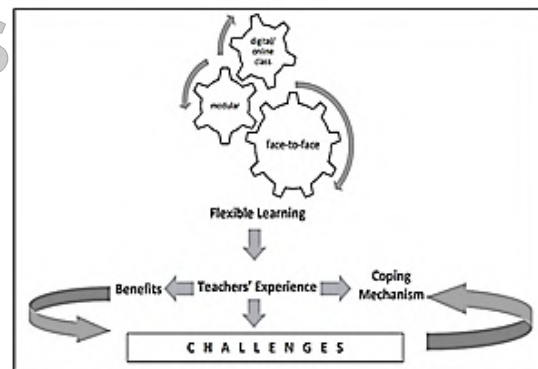 digital/
online
class
modular
face-to-face
Flexible Learning
Benefits
Teachers' Experience
Coping
Mechanism
CHALLENGES